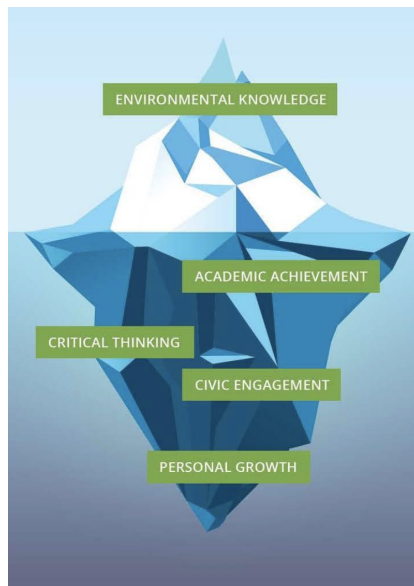 ENVIRONMENTAL KNOWLEDGE
ACADEMIC ACHIEVEMENT
CRITICAL THINKING
CIVIC ENGAGEMENT
PERSONAL GROWTH